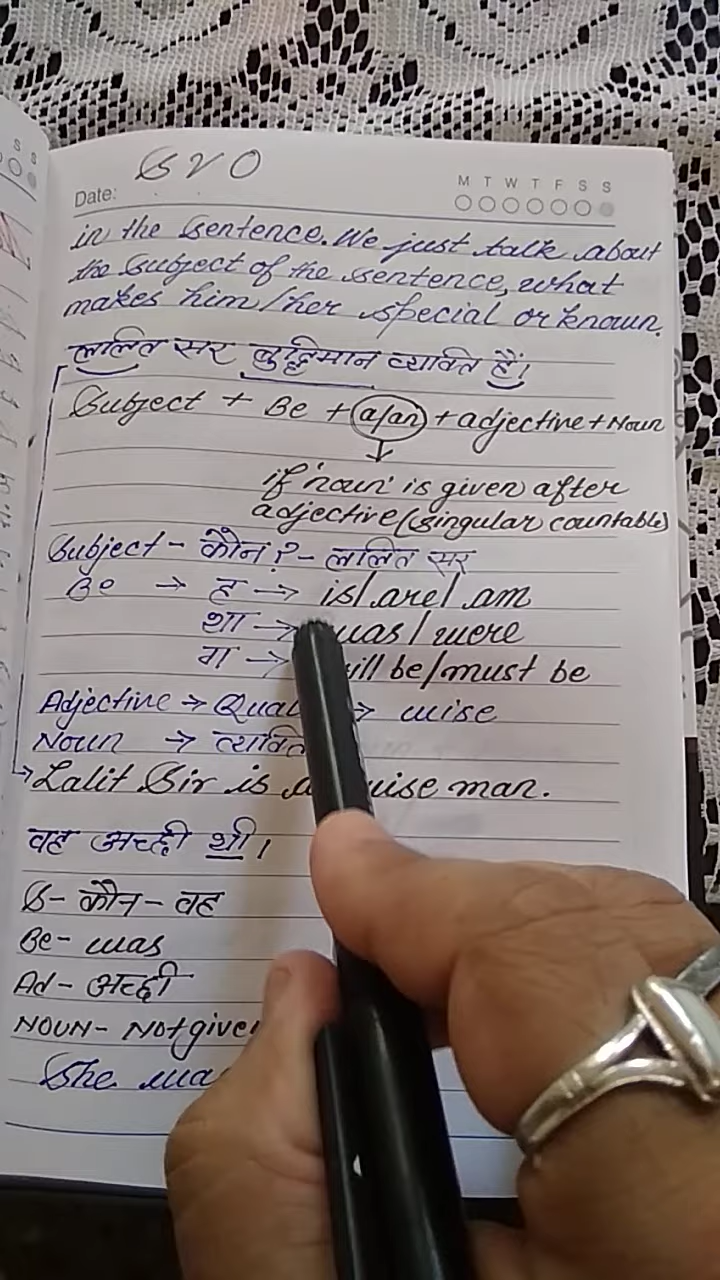 S S
SVO
Date:
M T W T F S S
in the sentence. We just talk about
the subject of the sentence, what
makes him/her special or known.
ललित सर बुद्धिमान व्यक्ति हैं।
Subject + Be + a/an + adjective + Noun
if 'noun' is given after
adjective (singular countable)
Subject - कौन? - ललित सर
Be → ह → is/are/am
था → was/were
ग → will be/must be
Adjective → → wise
Noun → व्यक्ति
→ Lalit Sir is a wise man.
वह अच्छी थी।
S - कौन - वह
Be - was
Ad - अच्छी
NOUN - Not give
She wa